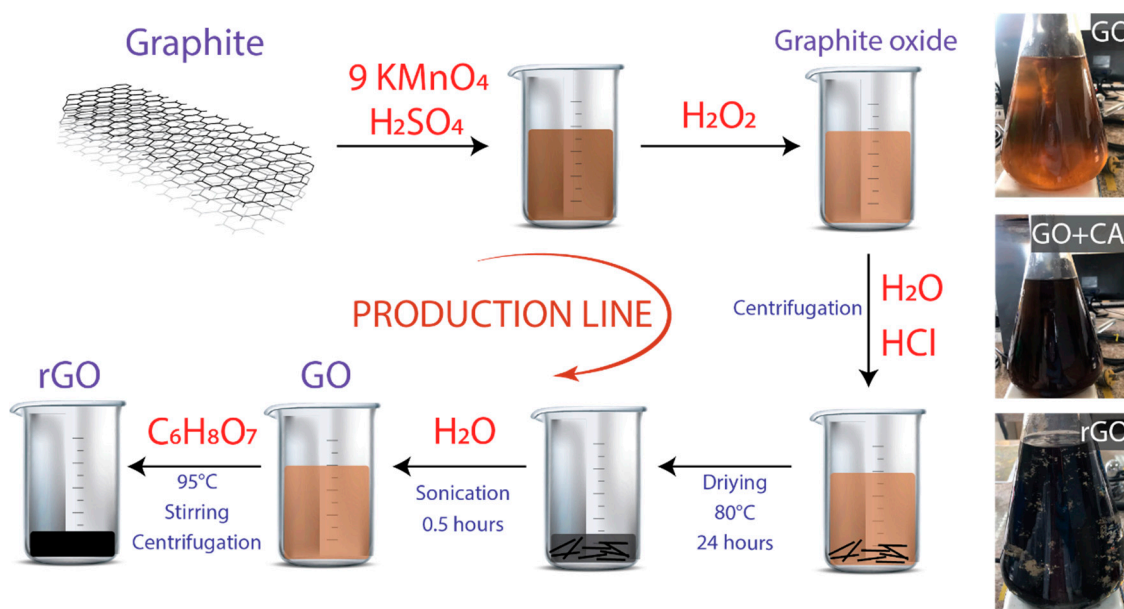 Graphite
9 KMnO₄
H₂SO₄
H₂O₂
Graphite oxide
Centrifugation
H₂O
HCl
PRODUCTION LINE
Driying
80°C
24 hours
H₂O
Sonication
0.5 hours
GO
C₆H₈O₇
95°C
Stirring
Centrifugation
rGO
GO
GO+CA
rGO